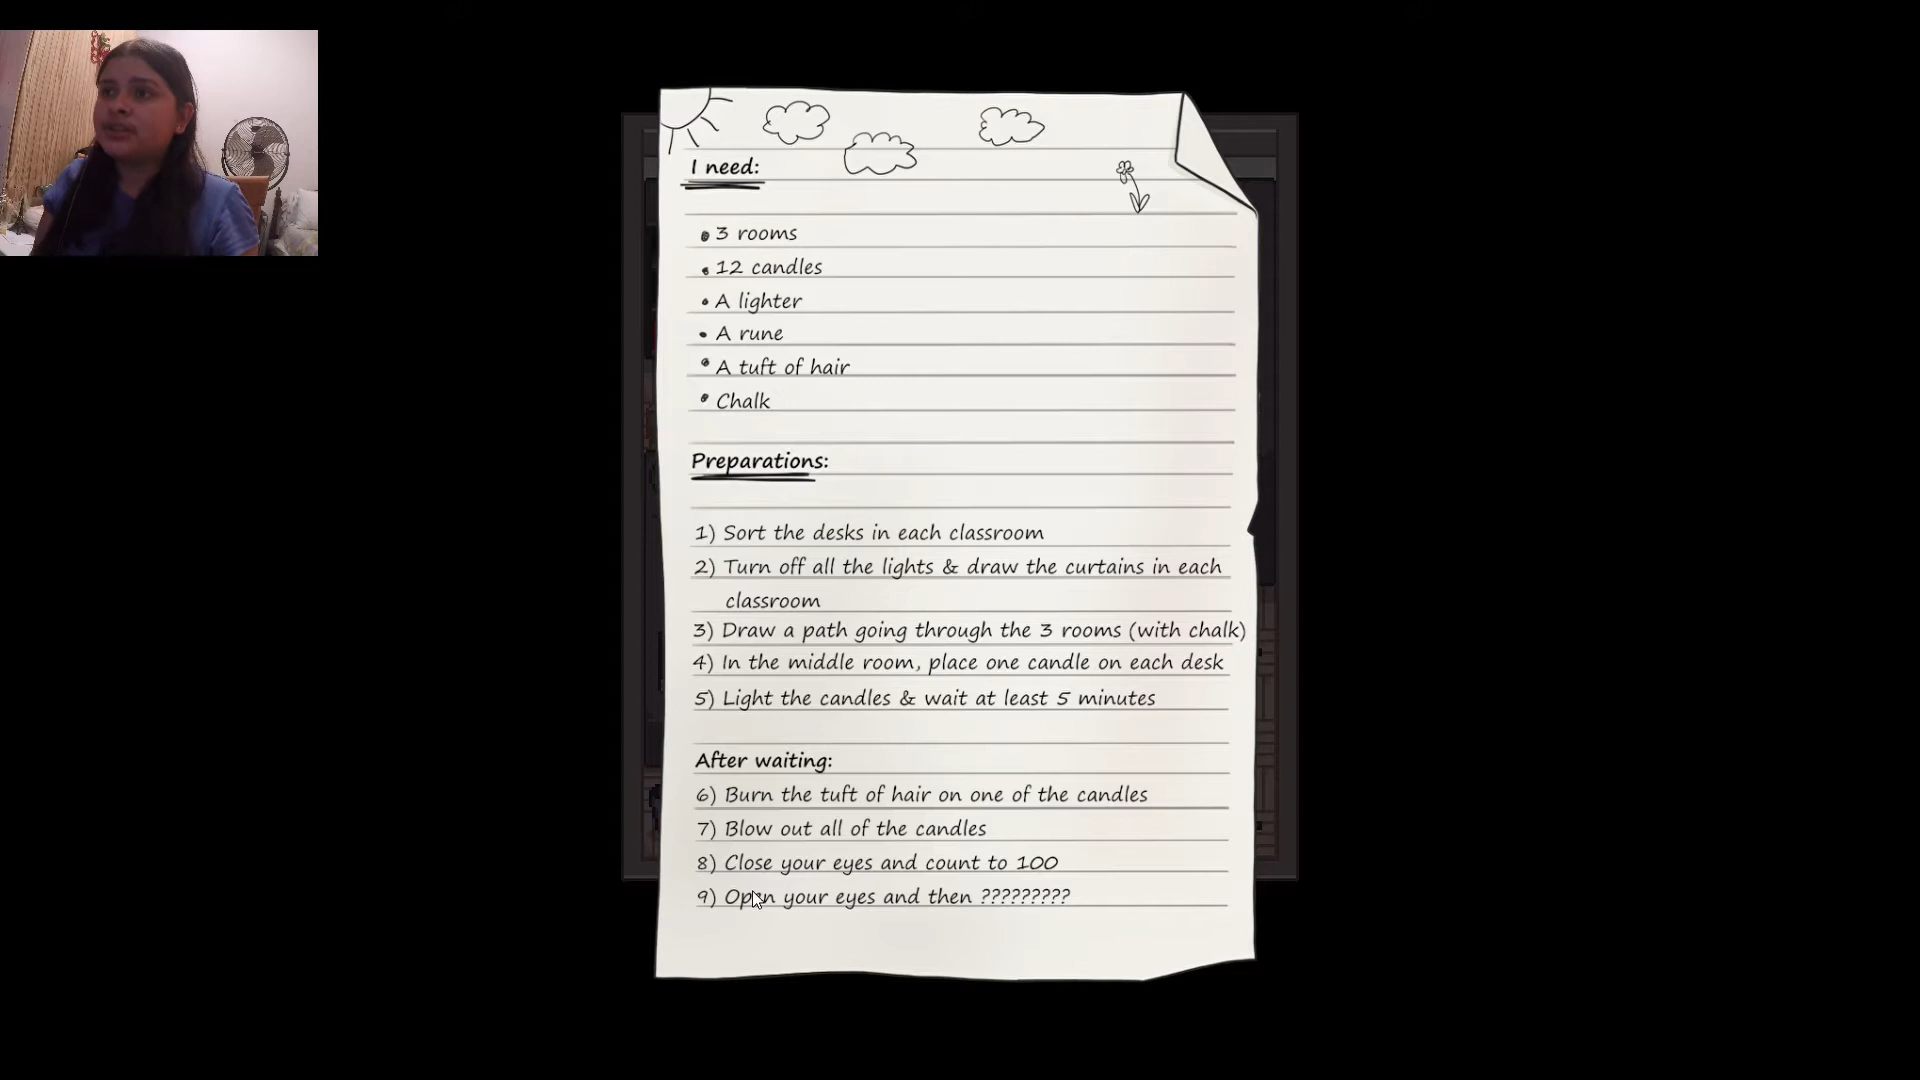 I need:
• 3 rooms
• 12 candles
• A lighter
• A rune
• A tuft of hair
• Chalk
Preparations:
1) Sort the desks in each classroom
2) Turn off all the lights & draw the curtains in each
classroom
3) Draw a path going through the 3 rooms (with chalk)
4) In the middle room, place one candle on each desk
5) Light the candles & wait at least 5 minutes
After waiting:
6) Burn the tuft of hair on one of the candles
7) Blow out all of the candles
8) Close your eyes and count to 100
9) Open your eyes and then ?????????